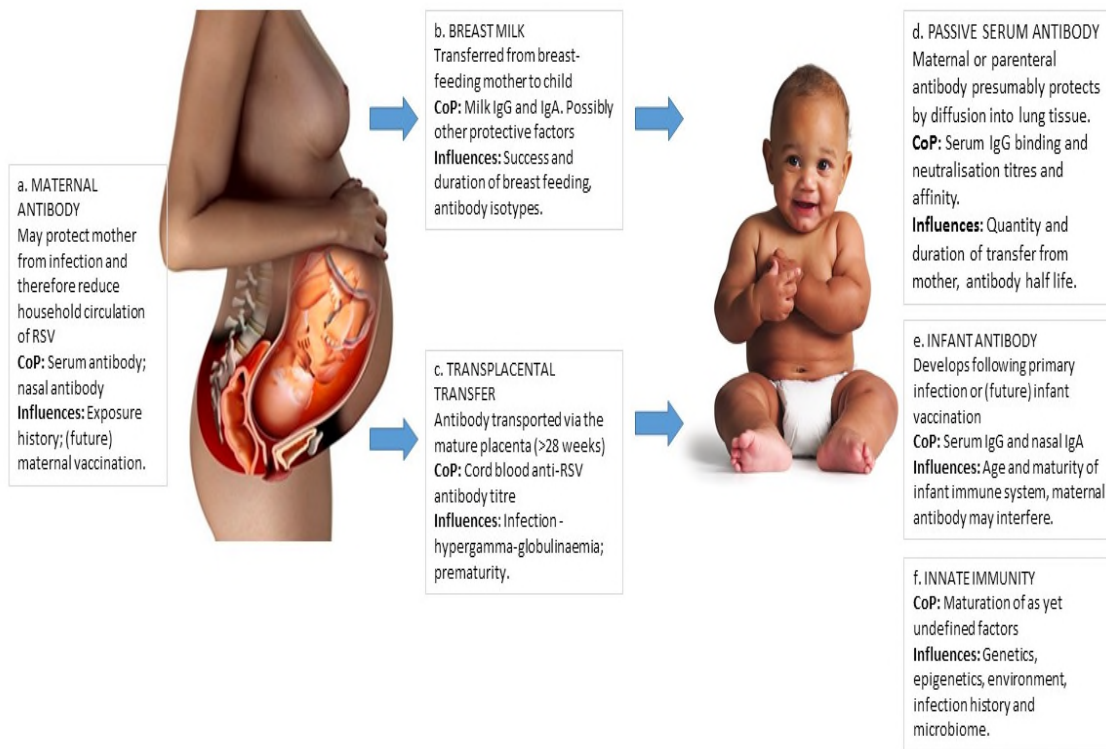 a. MATERNAL
ANTIBODY
May protect mother
from infection and
therefore reduce
household circulation
of RSV
CoP: Serum antibody;
nasal antibody
Influences: Exposure
history; (future)
maternal vaccination.
b. BREAST MILK
Transferred from breast-
feeding mother to child
CoP: Milk IgG and IgA. Possibly
other protective factors
Influences: Success and
duration of breast feeding,
antibody isotypes.
c. TRANSPLACENTAL
TRANSFER
Antibody transported via the
mature placenta (>28 weeks)
CoP: Cord blood anti-RSV
antibody titre
Influences: Infection -
hypergamma-globulinaemia;
prematurity.
d. PASSIVE SERUM ANTIBODY
Maternal or parenteral
antibody presumably protects
by diffusion into lung tissue.
CoP: Serum IgG binding and
neutralisation titres and
affinity.
Influences: Quantity and
duration of transfer from
mother, antibody half life.
e. INFANT ANTIBODY
Develops following primary
infection or (future) infant
vaccination
CoP: Serum IgG and nasal IgA
Influences: Age and maturity of
infant immune system, maternal
antibody may interfere.
f. INNATE IMMUNITY
CoP: Maturation of as yet
undefined factors
Influences: Genetics,
epigenetics, environment,
infection history and
microbiome.